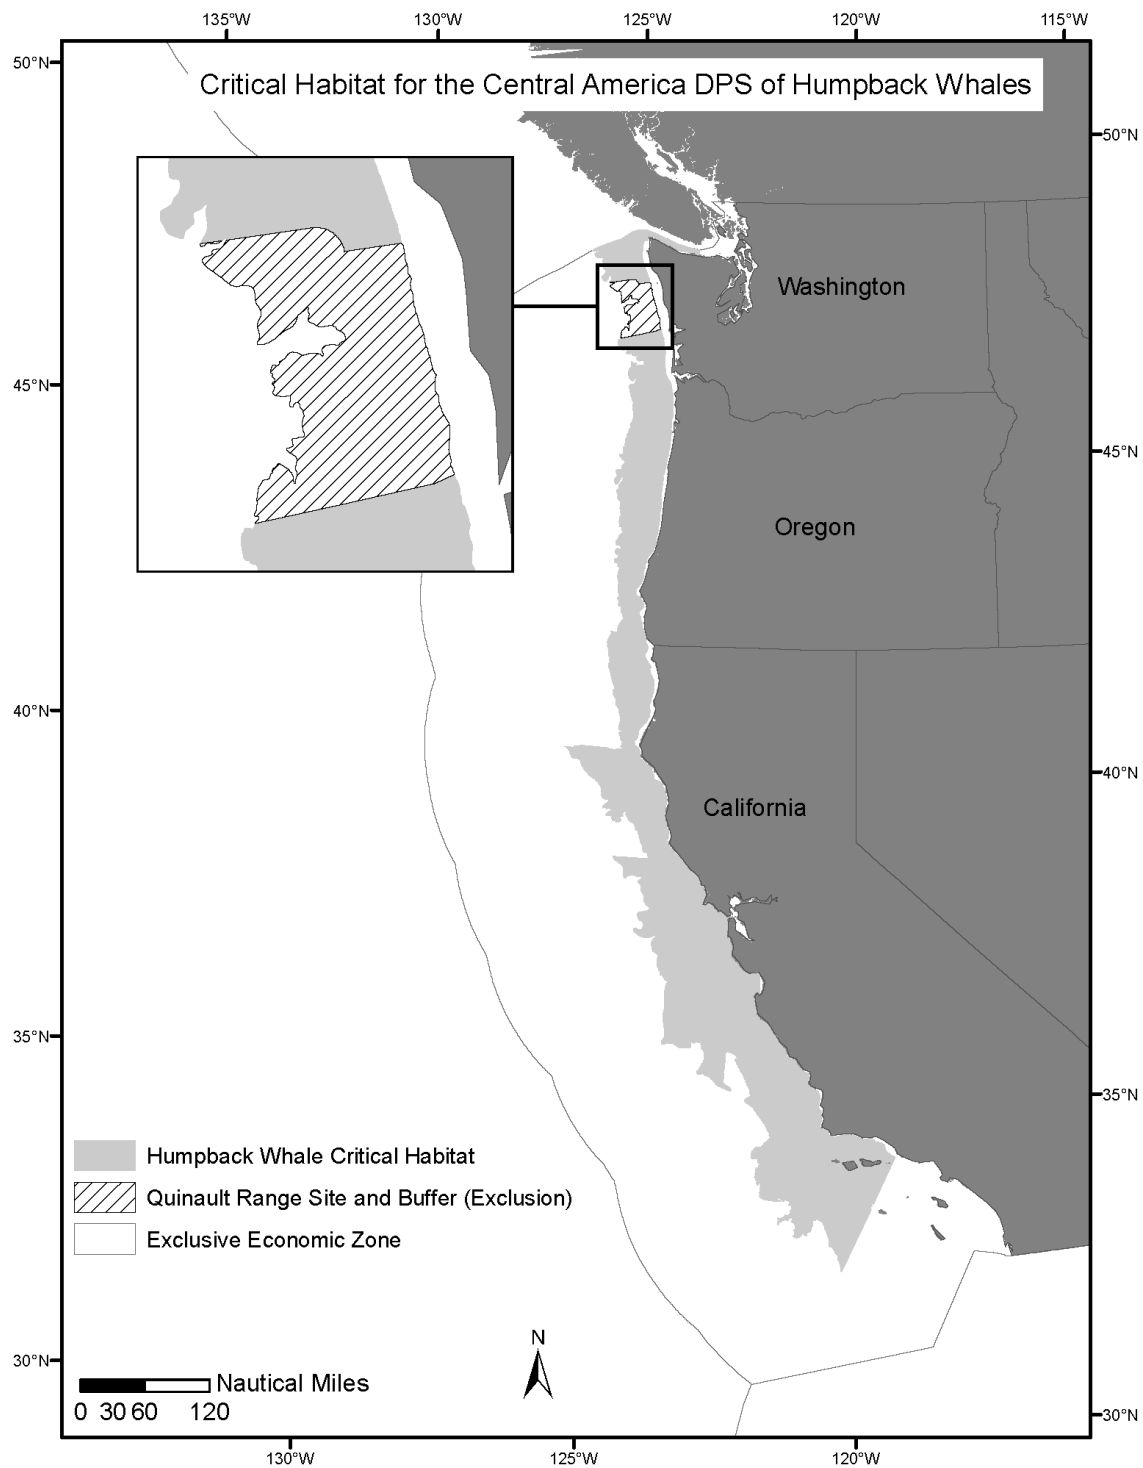 135°W 130°W 125°W 120°W 115°W
50°N
Critical Habitat for the Central America DPS of Humpback Whales
50°N
Washington
45°N
45°N
Oregon
40°N
40°N
California
35°N
35°N
Humpback Whale Critical Habitat
Quinault Range Site and Buffer (Exclusion)
Exclusive Economic Zone
N
30°N
Nautical Miles
0 30 60 120
30°N
130°W 125°W 120°W